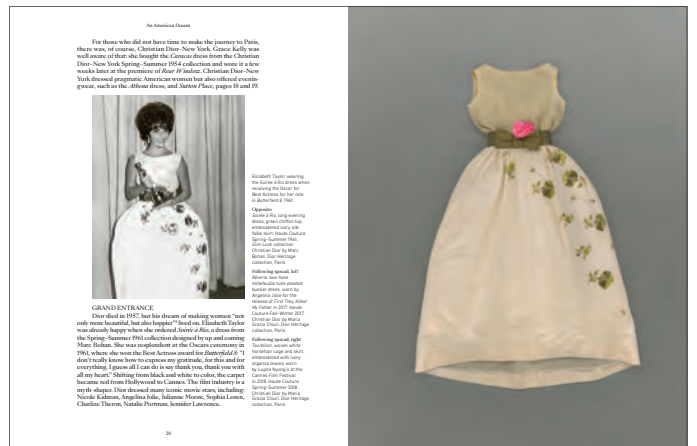 An American Dream
For those who did not have time to make the journey to Paris,
there was, of course, Christian Dior–New York. Grace Kelly was
well aware of that: she bought the Caracas dress from the Christian
Dior–New York Spring–Summer 1954 collection and wore it a few
weeks later at the premiere of Rear Window. Christian Dior–New
York dressed pragmatic American women but also offered evenin-
gwear, such as the Athena dress, and Sutton Place, pages 18 and 19.
GRAND ENTRANCE
Dior died in 1957, but his dream of making women “not
only more beautiful, but also happier” lived on. Elizabeth Taylor
was already happy when she ordered Soirée à Rio, a dress from
the Spring–Summer 1961 collection designed by up and coming
Marc Bohan. She was resplendent at the Oscars ceremony in
1961, where she won the Best Actress award for Butterfield 8: “I
don’t really know how to express my gratitude, for this and for
everything. I guess all I can do is say thank you, thank you with
all my heart.” Shifting from black and white to color, the carpet
became red from Hollywood to Cannes. The film industry is a
myth-shaper. Dior dressed many iconic movie stars, including:
Nicole Kidman, Angelina Jolie, Julianne Moore, Sophia Loren,
Charlize Theron, Natalie Portman, Jennifer Lawrence.
Elizabeth Taylor wearing
the Soirée à Rio dress when
receiving the Oscar for
Best Actress for her role
in Butterfield 8, 1961.
Opposite
Soirée à Rio, long evening
dress, green chiffon top,
embroidered ivory silk
faille skirt. Haute Couture
Spring–Summer 1961,
Slim Look collection.
Christian Dior by Marc
Bohan. Dior Héritage
collection, Paris.
Following spread, left
Rêverie, two-tone
millefeuille tulle pleated
bustier dress, worn by
Angelina Jolie for the
release of First They Killed
My Father in 2017. Haute
Couture Fall–Winter 2017.
Christian Dior by Maria
Grazia Chiuri. Dior Héritage
collection, Paris.
Following spread, right
Tourbillon, woven white
horsehair cage and skirt,
embroidered with ivory
organza leaves, worn
by Lupita Nyong’o at the
Cannes Film Festival
in 2018. Haute Couture
Spring–Summer 2018.
Christian Dior by Maria
Grazia Chiuri. Dior Héritage
collection, Paris.